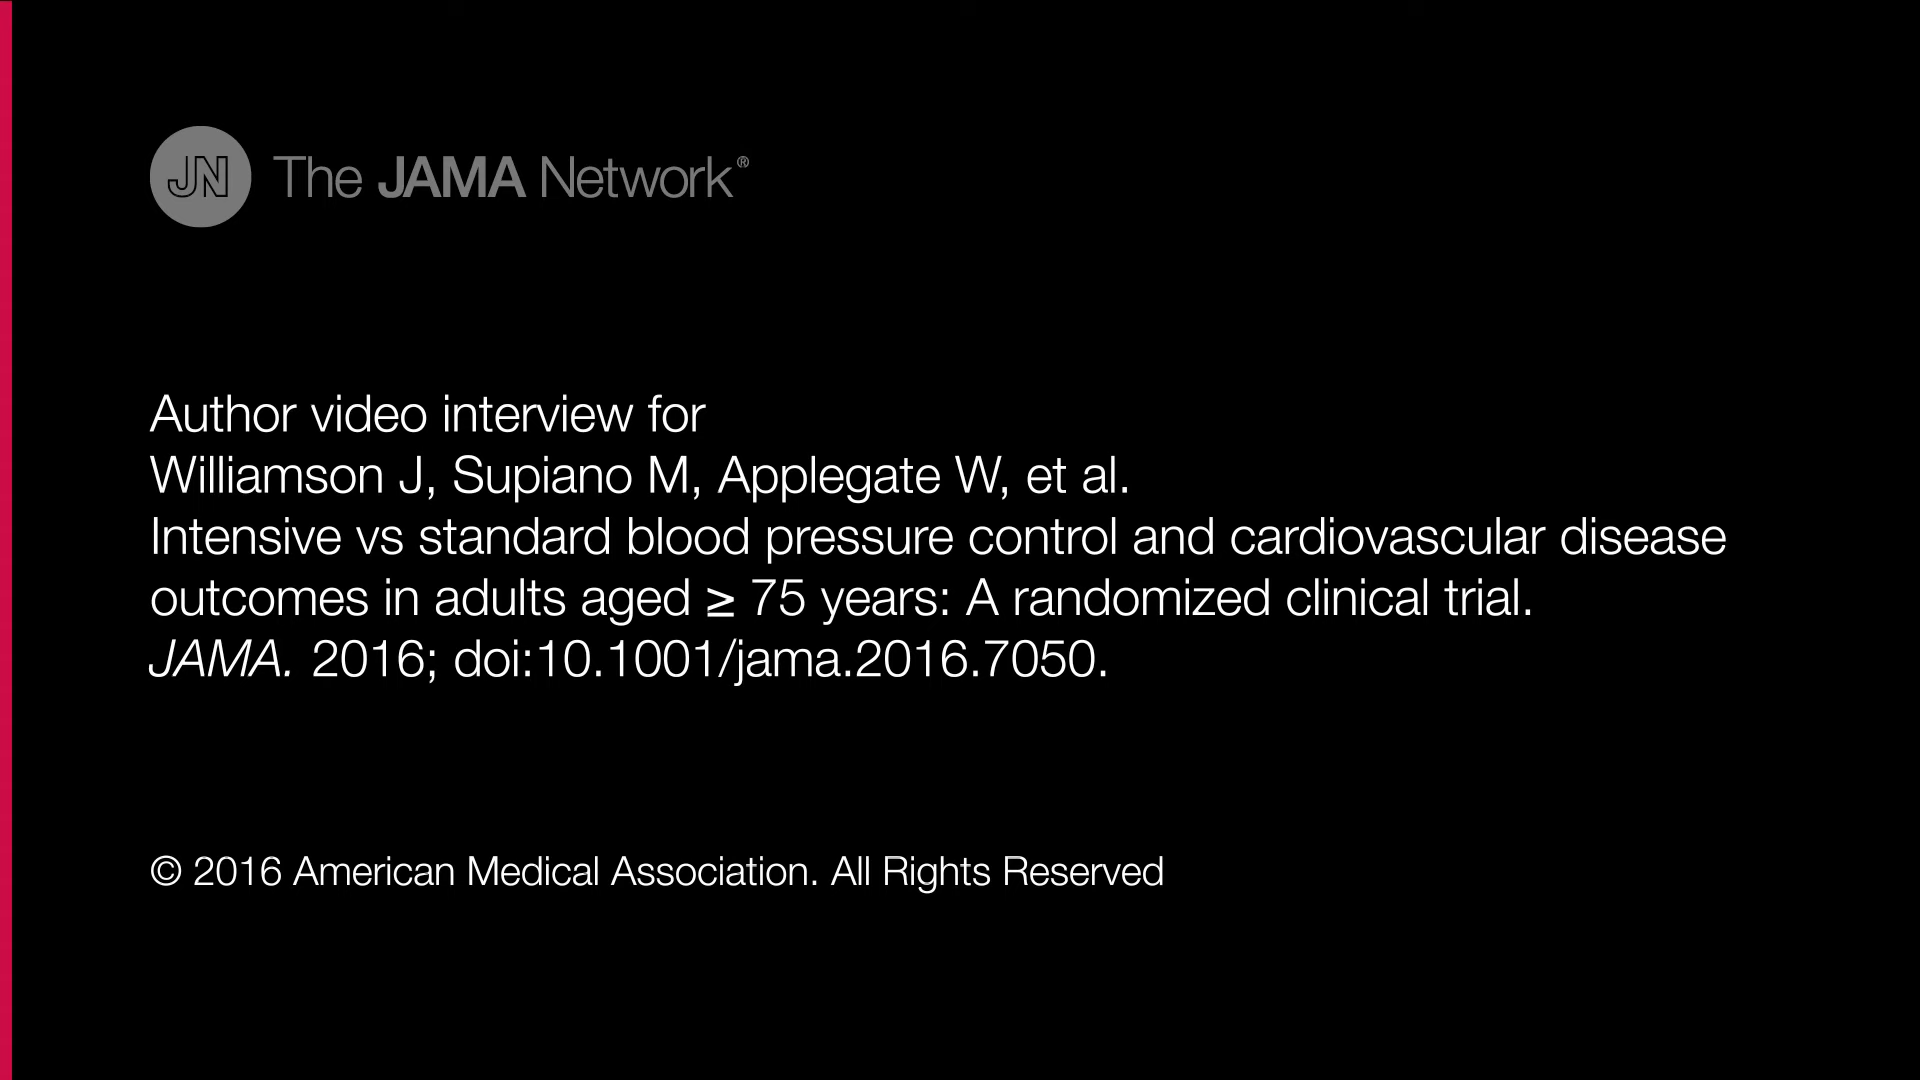 JN The JAMA Network®
Author video interview for
Williamson J, Supiano M, Applegate W, et al.
Intensive vs standard blood pressure control and cardiovascular disease
outcomes in adults aged ≥ 75 years: A randomized clinical trial.
JAMA. 2016; doi:10.1001/jama.2016.7050.
© 2016 American Medical Association. All Rights Reserved